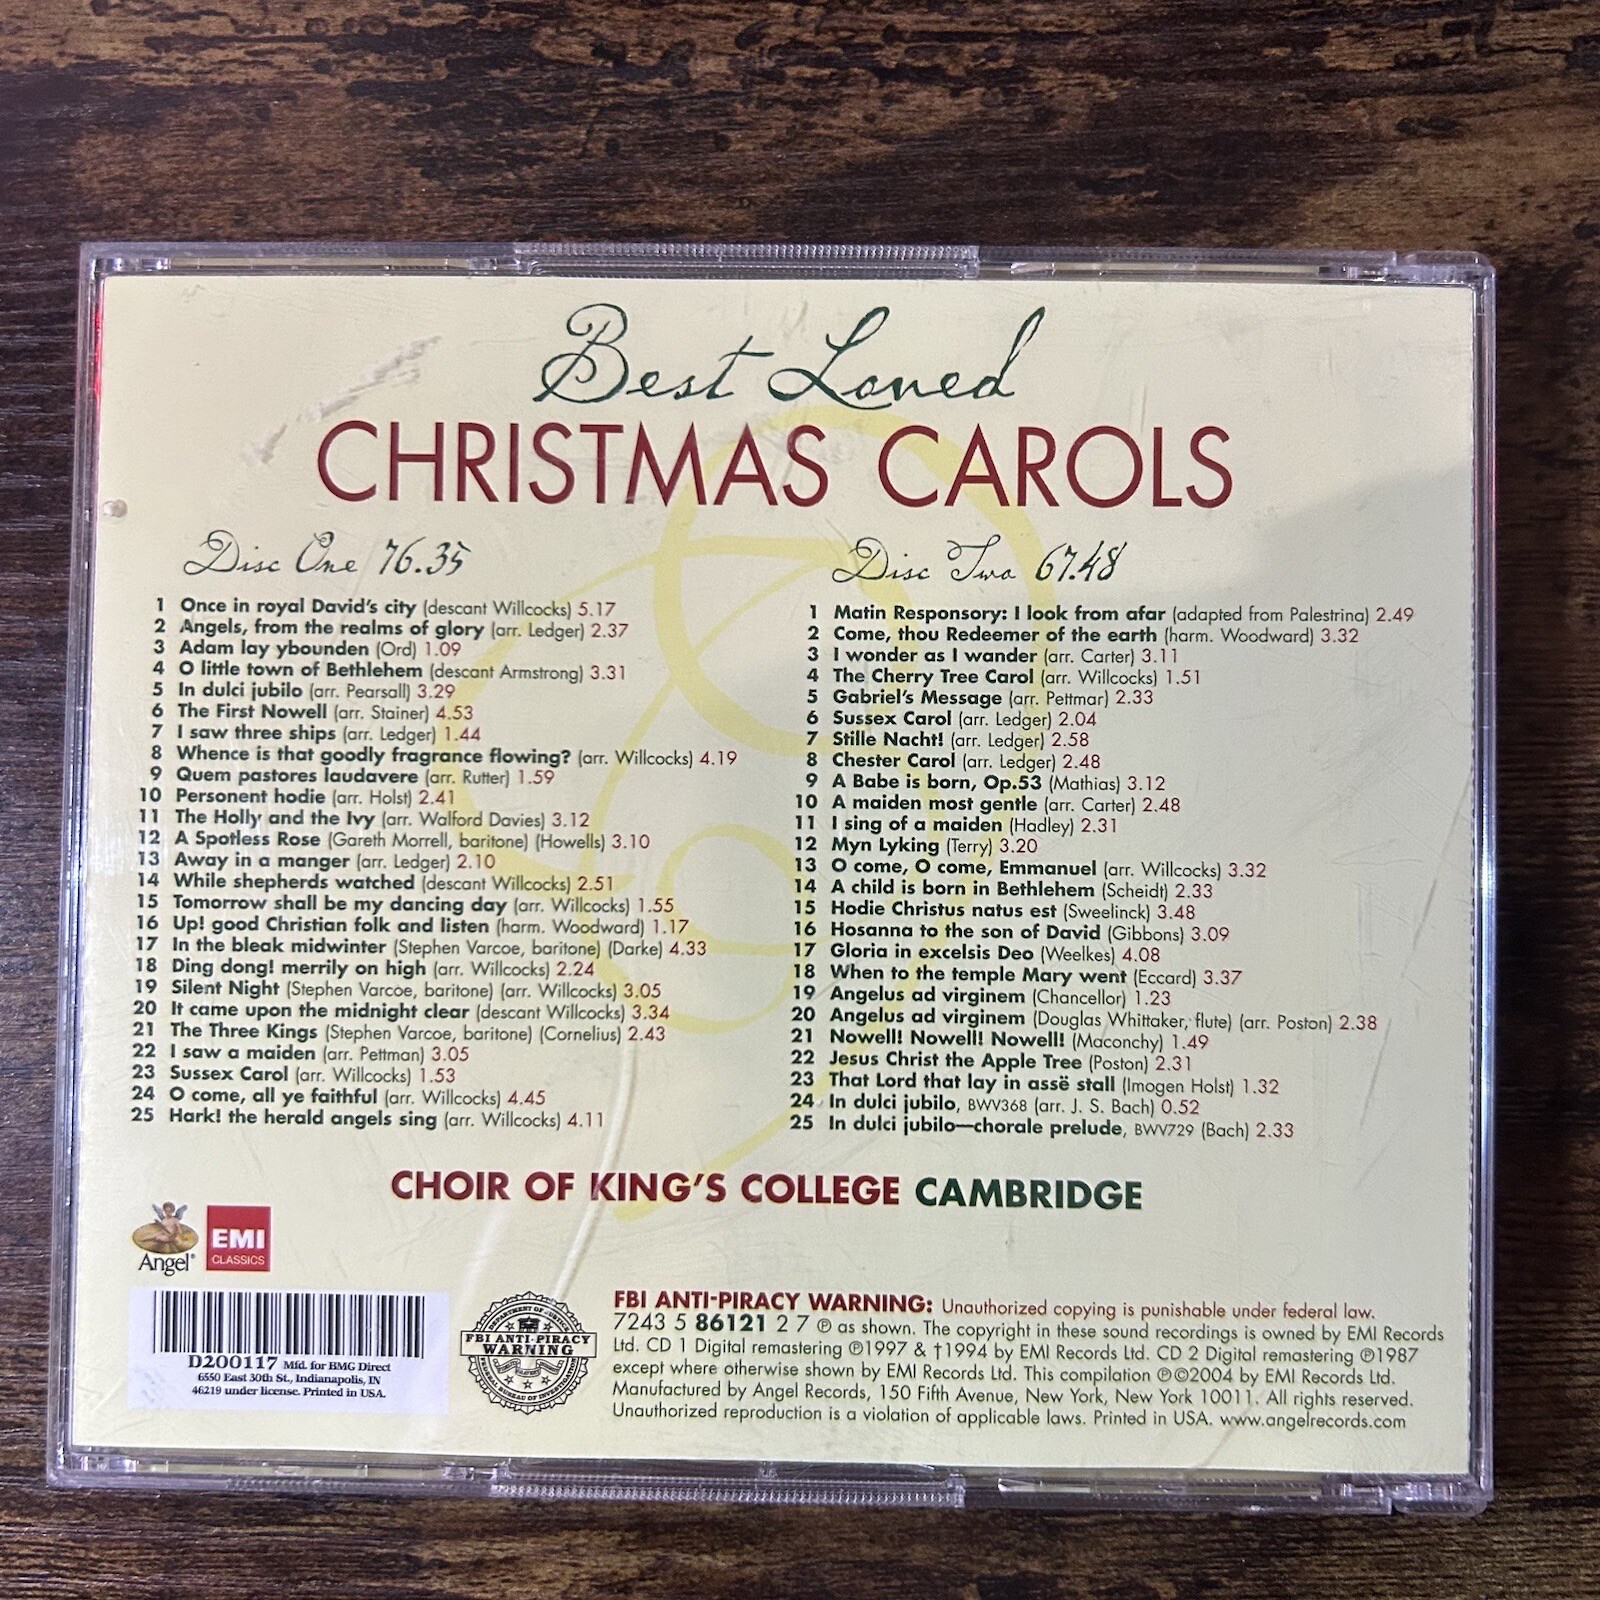 Best Loved
CHRISTMAS CAROLS
Disc One 76.35
1 Once in royal David's city (descant Willcocks) 5.17
2 Angels, from the realms of glory (arr. Ledger) 2.37
3 Adam lay ybounden (Ord) 1.09
4 O little town of Bethlehem (descant Armstrong) 3.31
5 In dulci jubilo (arr. Pearsall) 3.29
6 The First Nowell (arr. Stainer) 4.53
7 I saw three ships (arr. Ledger) 1.44
8 Whence is that goodly fragrance flowing? (arr. Willcocks) 4.19
9 Quem pastores laudavere (arr. Rutter) 1.59
10 Personent hodie (arr. Holst) 2.41
11 The Holly and the Ivy (arr. Walford Davies) 3.12
12 A Spotless Rose (Gareth Morrell, baritone) (Howells) 3.10
13 Away in a manger (arr. Ledger) 2.10
14 While shepherds watched (descant Willcocks) 2.51
15 Tomorrow shall be my dancing day (arr. Willcocks) 1.55
16 Up! good Christian folk and listen (harm. Woodward) 1.17
17 In the bleak midwinter (Stephen Varcoe, baritone) (Darke) 4.33
18 Ding dong! merrily on high (arr. Willcocks) 2.24
19 Silent Night (Stephen Varcoe, baritone) (arr. Willcocks) 3.05
20 It came upon the midnight clear (descant Willcocks) 3.34
21 The Three Kings (Stephen Varcoe, baritone) (Cornelius) 2.43
22 I saw a maiden (arr. Pettman) 3.05
23 Sussex Carol (arr. Willcocks) 1.53
24 O come, all ye faithful (arr. Willcocks) 4.45
25 Hark! the herald angels sing (arr. Willcocks) 4.11
Disc Two 67.48
1 Matin Responsory: I look from afar (adapted from Palestrina) 2.49
2 Come, thou Redeemer of the earth (harm. Woodward) 3.32
3 I wonder as I wander (arr. Carter) 3.11
4 The Cherry Tree Carol (arr. Willcocks) 1.51
5 Gabriel's Message (arr. Pettmar) 2.33
6 Sussex Carol (arr. Ledger) 2.04
7 Stille Nacht! (arr. Ledger) 2.58
8 Chester Carol (arr. Ledger) 2.48
9 A Babe is born, Op.53 (Mathias) 3.12
10 A maiden most gentle (arr. Carter) 2.48
11 I sing of a maiden (Hadley) 2.31
12 Myn Lyking (Terry) 3.20
13 O come, O come, Emmanuel (arr. Willcocks) 3.32
14 A child is born in Bethlehem (Scheidt) 2.33
15 Hodie Christus natus est (Sweelinck) 3.48
16 Hosanna to the son of David (Gibbons) 3.09
17 Gloria in excelsis Deo (Weelkes) 4.08
18 When to the temple Mary went (Eccard) 3.37
19 Angelus ad virginem (Chancellor) 1.23
20 Angelus ad virginem (Douglas Whittaker, flute) (arr. Poston) 2.38
21 Nowell! Nowell! Nowell! (Maconchy) 1.49
22 Jesus Christ the Apple Tree (Poston) 2.31
23 That Lord that lay in assë stall (Imogen Holst) 1.32
24 In dulci jubilo, BWV368 (arr. J. S. Bach) 0.52
25 In dulci jubilo—chorale prelude, BWV729 (Bach) 2.33
CHOIR OF KING'S COLLEGE CAMBRIDGE
Angel®
EMI
CLASSICS
D200117 Mfd. for BMG Direct
6550 East 30th St., Indianapolis, IN
46219 under license. Printed in USA.
DEPARTMENT OF JUSTICE
FBI ANTI-PIRACY
WARNING
FEDERAL BUREAU OF INVESTIGATION
FBI ANTI-PIRACY WARNING: Unauthorized copying is punishable under federal law.
7243 5 86121 2 7 ℗ as shown. The copyright in these sound recordings is owned by EMI Records
Ltd. CD 1 Digital remastering ℗1997 & †1994 by EMI Records Ltd. CD 2 Digital remastering ℗1987
except where otherwise shown by EMI Records Ltd. This compilation ℗©2004 by EMI Records Ltd.
Manufactured by Angel Records, 150 Fifth Avenue, New York, New York 10011. All rights reserved.
Unauthorized reproduction is a violation of applicable laws. Printed in USA. www.angelrecords.com